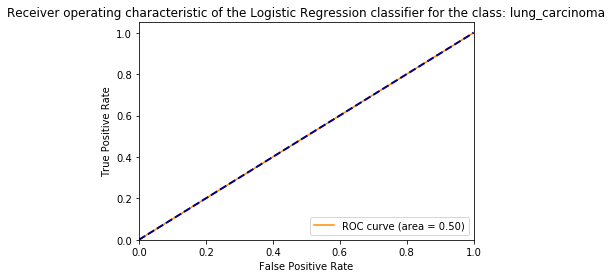 Receiver operating characteristic of the Logistic Regression classifier for the class: lung_carcinoma
1.0
0.8
0.6
0.4
0.2
0.0
True Positive Rate
ROC curve (area = 0.50)
0.0 0.2 0.4 0.6 0.8 1.0
False Positive Rate